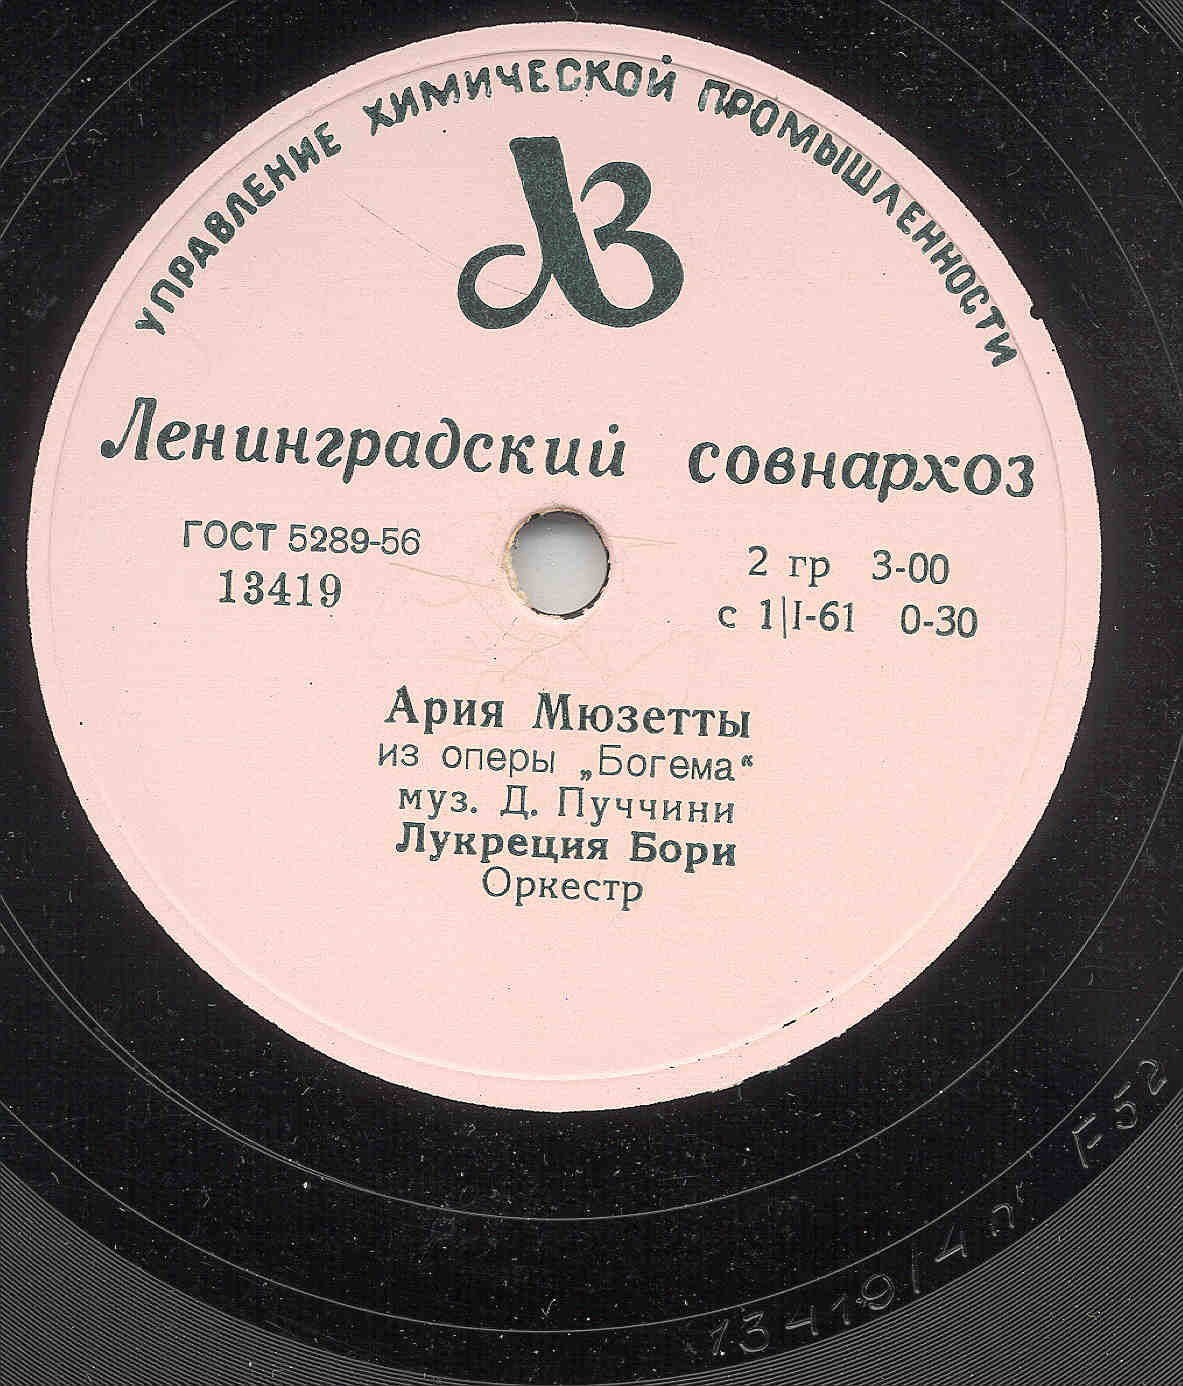 УПРАВЛЕНИЕ ХИМИЧЕСКОЙ ПРОМЫШЛЕННОСТИ
ЛЗ
Ленинградский совнархоз
ГОСТ 5289-56
13419
2 гр 3-00
с 1|I-61 0-30
Ария Мюзетты
из оперы „Богема“
муз. Д. Пуччини
Лукреция Бори
Оркестр
13419/4
F-52